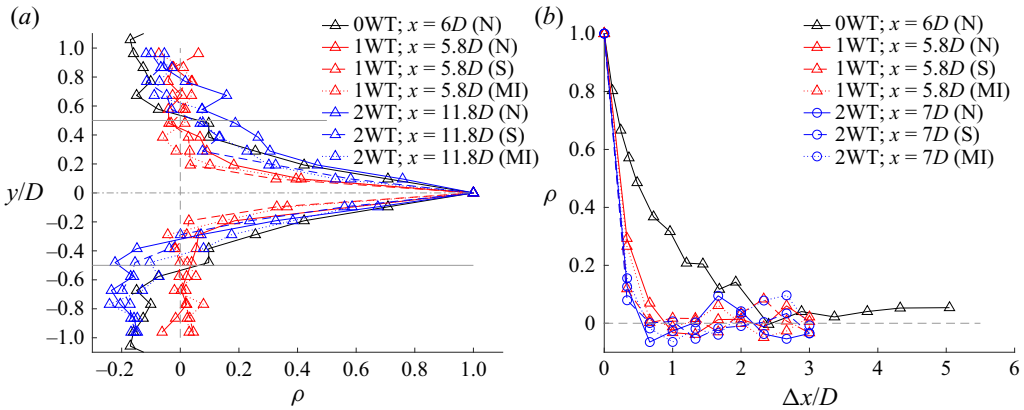 (a)
0WT; x = 6D (N)
1WT; x = 5.8D (N)
1WT; x = 5.8D (S)
1WT; x = 5.8D (MI)
2WT; x = 11.8D (N)
2WT; x = 11.8D (S)
2WT; x = 11.8D (MI)
1.0
0.8
0.6
0.4
0.2
0
−0.2
−0.4
−0.6
−0.8
−1.0
y/D
−0.2 0 0.2 0.4 0.6 0.8 1.0
ρ
(b)
0WT; x = 6D (N)
1WT; x = 5.8D (N)
1WT; x = 5.8D (S)
1WT; x = 5.8D (MI)
2WT; x = 7D (N)
2WT; x = 7D (S)
2WT; x = 7D (MI)
1.0
0.8
0.6
0.4
0.2
0
ρ
0 1 2 3 4 5 6
Δx/D